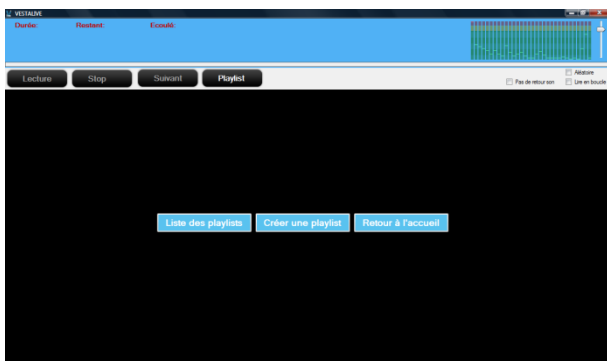 VESTALIVE
Durée: Restant: Ecoulé:
Lecture Stop Suivant Playlist
Aléatoire
Pas de retour son Lire en boucle
Liste des playlists Créer une playlist Retour à l'accueil